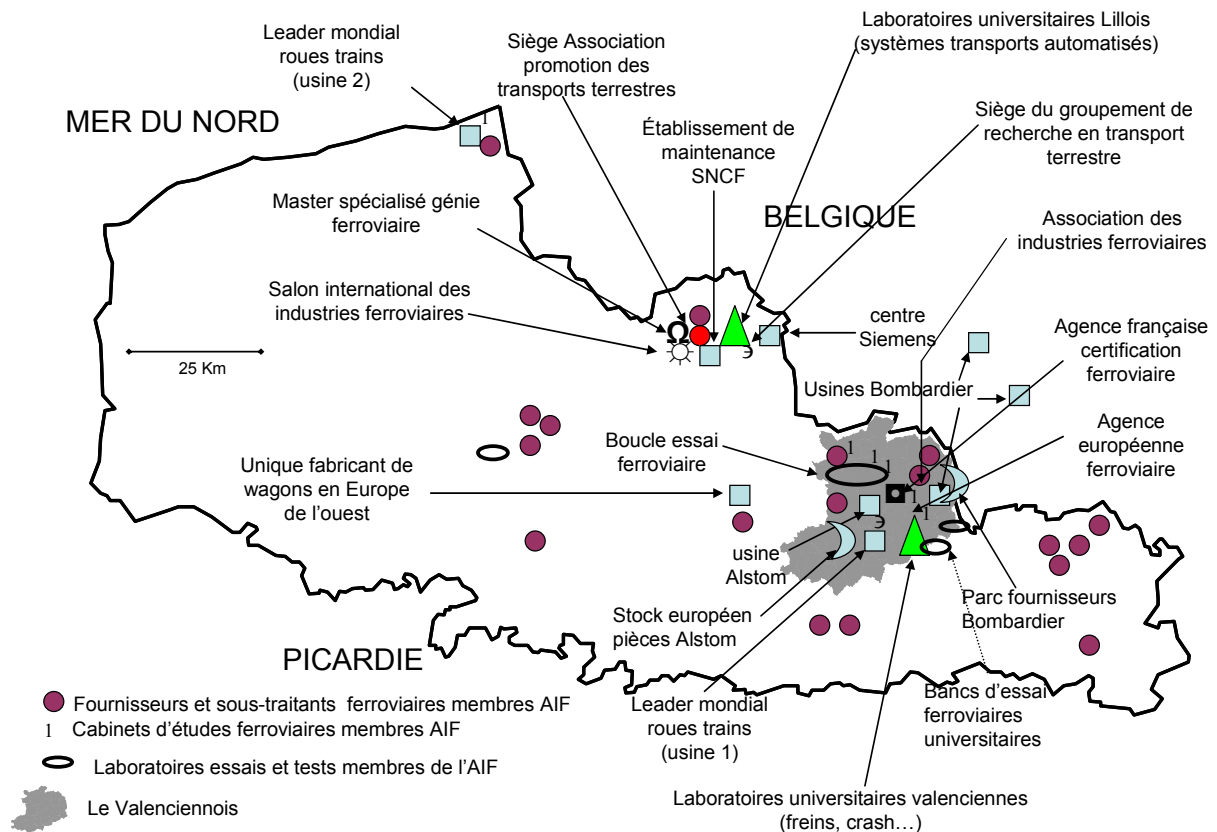 Leader mondial
roues trains
(usine 2)
Siège Association
promotion des
transports terrestres
Laboratoires universitaires Lillois
(systèmes transports automatisés)
MER DU NORD
1
Établissement de
maintenance
SNCF
Siège du groupement de
recherche en transport
terrestre
Master spécialisé génie
ferroviaire
BELGIQUE
Association des
industries ferroviaires
Salon international des
industries ferroviaires
Ω
э
centre
Siemens
Agence française
certification
ferroviaire
25 Km
Usines Bombardier
Unique fabricant de
wagons en Europe
de l’ouest
Boucle essai
ferroviaire
1
1
1
1
э
Agence
européenne
ferroviaire
usine
Alstom
Stock européen
pièces Alstom
Parc fournisseurs
Bombardier
PICARDIE
Leader mondial
roues trains
(usine 1)
Bancs d’essai
ferroviaires
universitaires
Laboratoires universitaires valenciennes
(freins, crash…)
Fournisseurs et sous-traitants ferroviaires membres AIF
1 Cabinets d’études ferroviaires membres AIF
Laboratoires essais et tests membres de l’AIF
Le Valenciennois